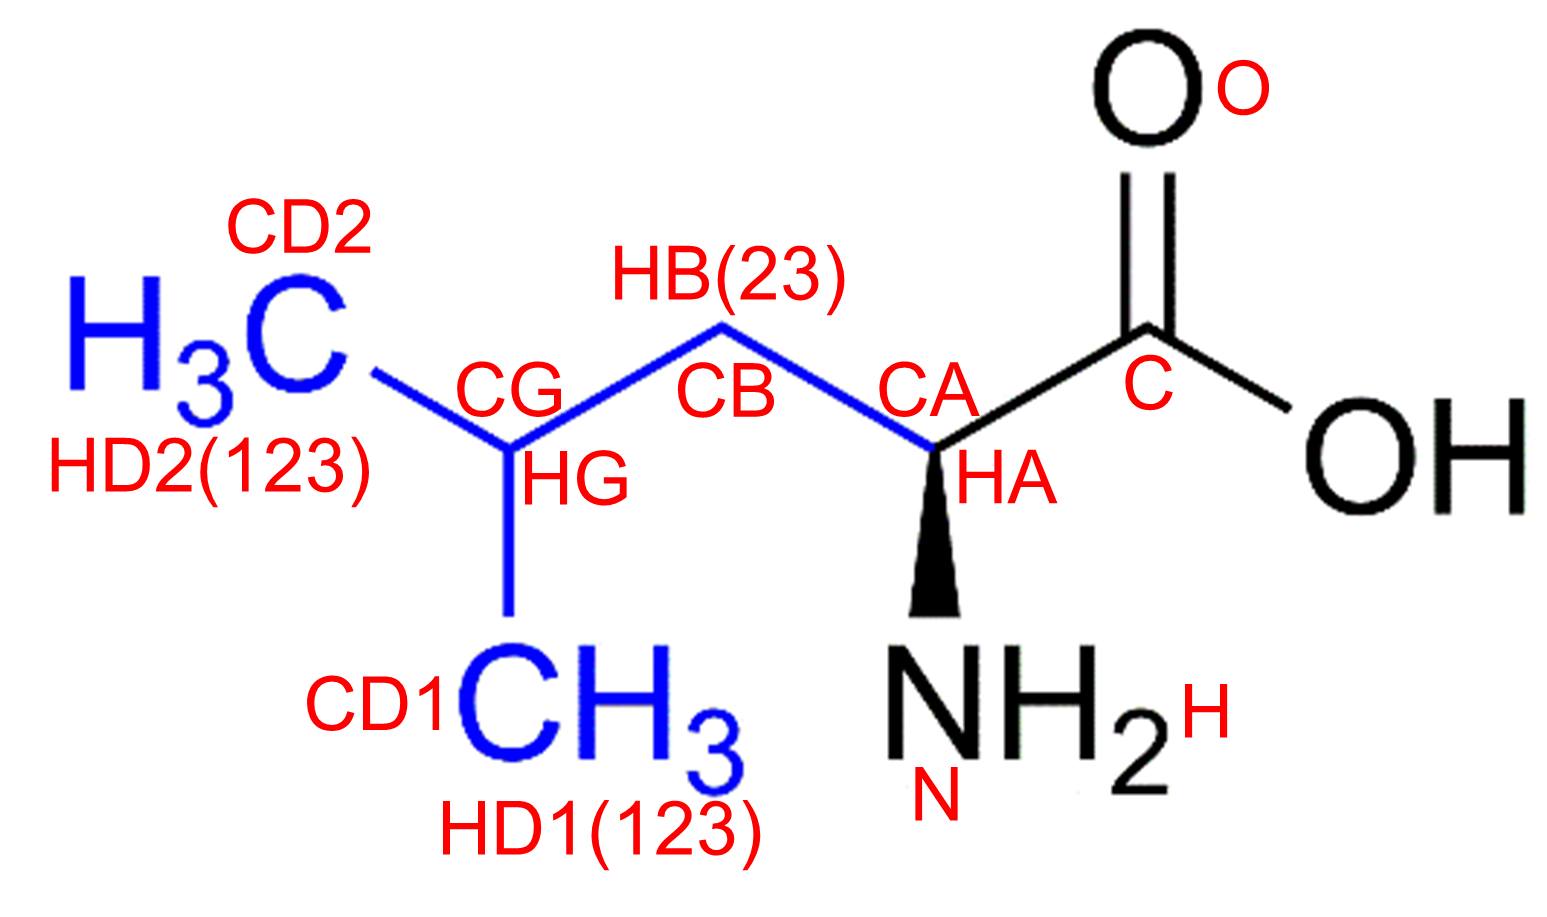 O O
CD2
HB(23)
H3C
CG CB CA C
HD2(123) HG HA OH
CD1 CH3 NH2 H
N
HD1(123)